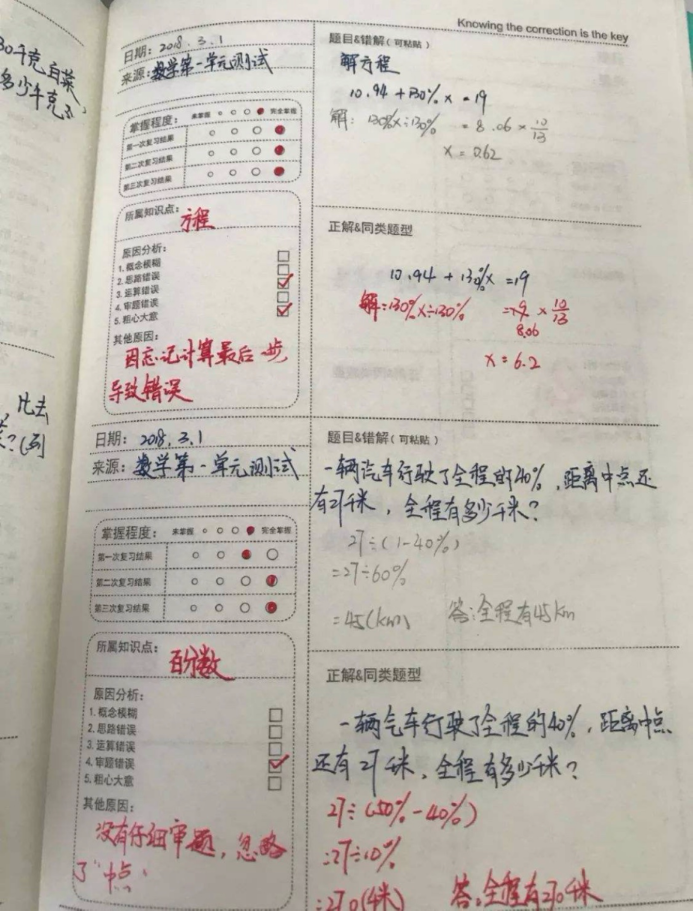 Knowing the correction is the key
30千克白菜,
多少千克
比去
日期: 2018.3.1
来源: 数学第一单元测试
掌握程度: 未掌握 完全掌握
第一次复习结果
第二次复习结果
第三次复习结果
所属知识点:
方程
原因分析:
1. 概念模糊
2. 思路错误
3. 运算错误
4. 审题错误
5. 粗心大意
其他原因:
因忘记计算最后一步
导致错误
题目&错解(可粘贴)
解方程
10.94+130%x=19
解: 130%x÷130% =8.06×10/13
x=0.62
正解&同类题型
10.94+130%x=19
解:130%x÷130% = × 10/13
8.06
x=6.2
日期: 2018.3.1
来源: 数学第一单元测试
掌握程度: 未掌握 完全掌握
第一次复习结果
第二次复习结果
第三次复习结果
所属知识点:
百分数
原因分析:
1. 概念模糊
2. 思路错误
3. 运算错误
4. 审题错误
5. 粗心大意
其他原因:
没有仔细审题,忽略
了“中点”
题目&错解(可粘贴)
一辆汽车行驶了全程的40%,距离中点还
有27千米,全程有多少千米?
27÷(1-40%)
=27÷60%
=45(km) 答:全程有45km
正解&同类题型
一辆汽车行驶了全程的40%,距离中点
还有27千米,全程有多少千米?
27÷(50%-40%)
=27÷10%
=270(千米) 答:全程有270千米